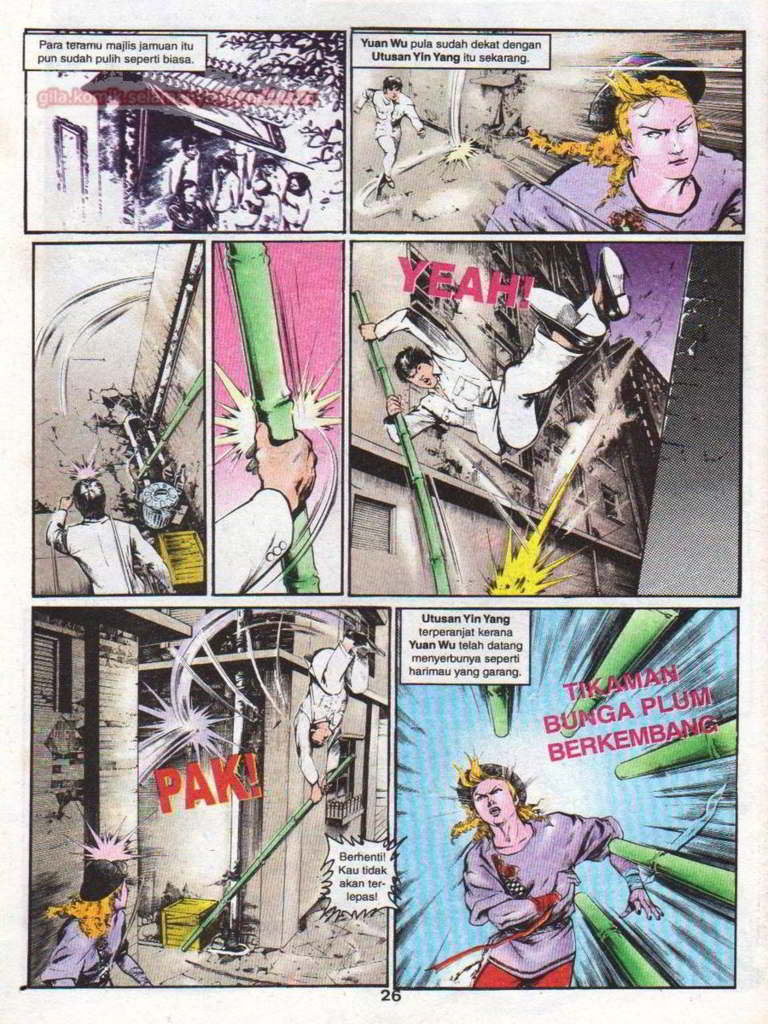 Para teramu majlis jamuan itu
pun sudah pulih seperti biasa.
Yuan Wu pula sudah dekat dengan
Utusan Yin Yang itu sekarang.
YEAH!
PAK!
Berhenti!
Kau tidak
akan ter-
lepas!
Utusan Yin Yang
terperanjat kerana
Yuan Wu telah datang
menyerbunya seperti
harimau yang garang.
TIKAMAN
BUNGA PLUM
BERKEMBANG
26